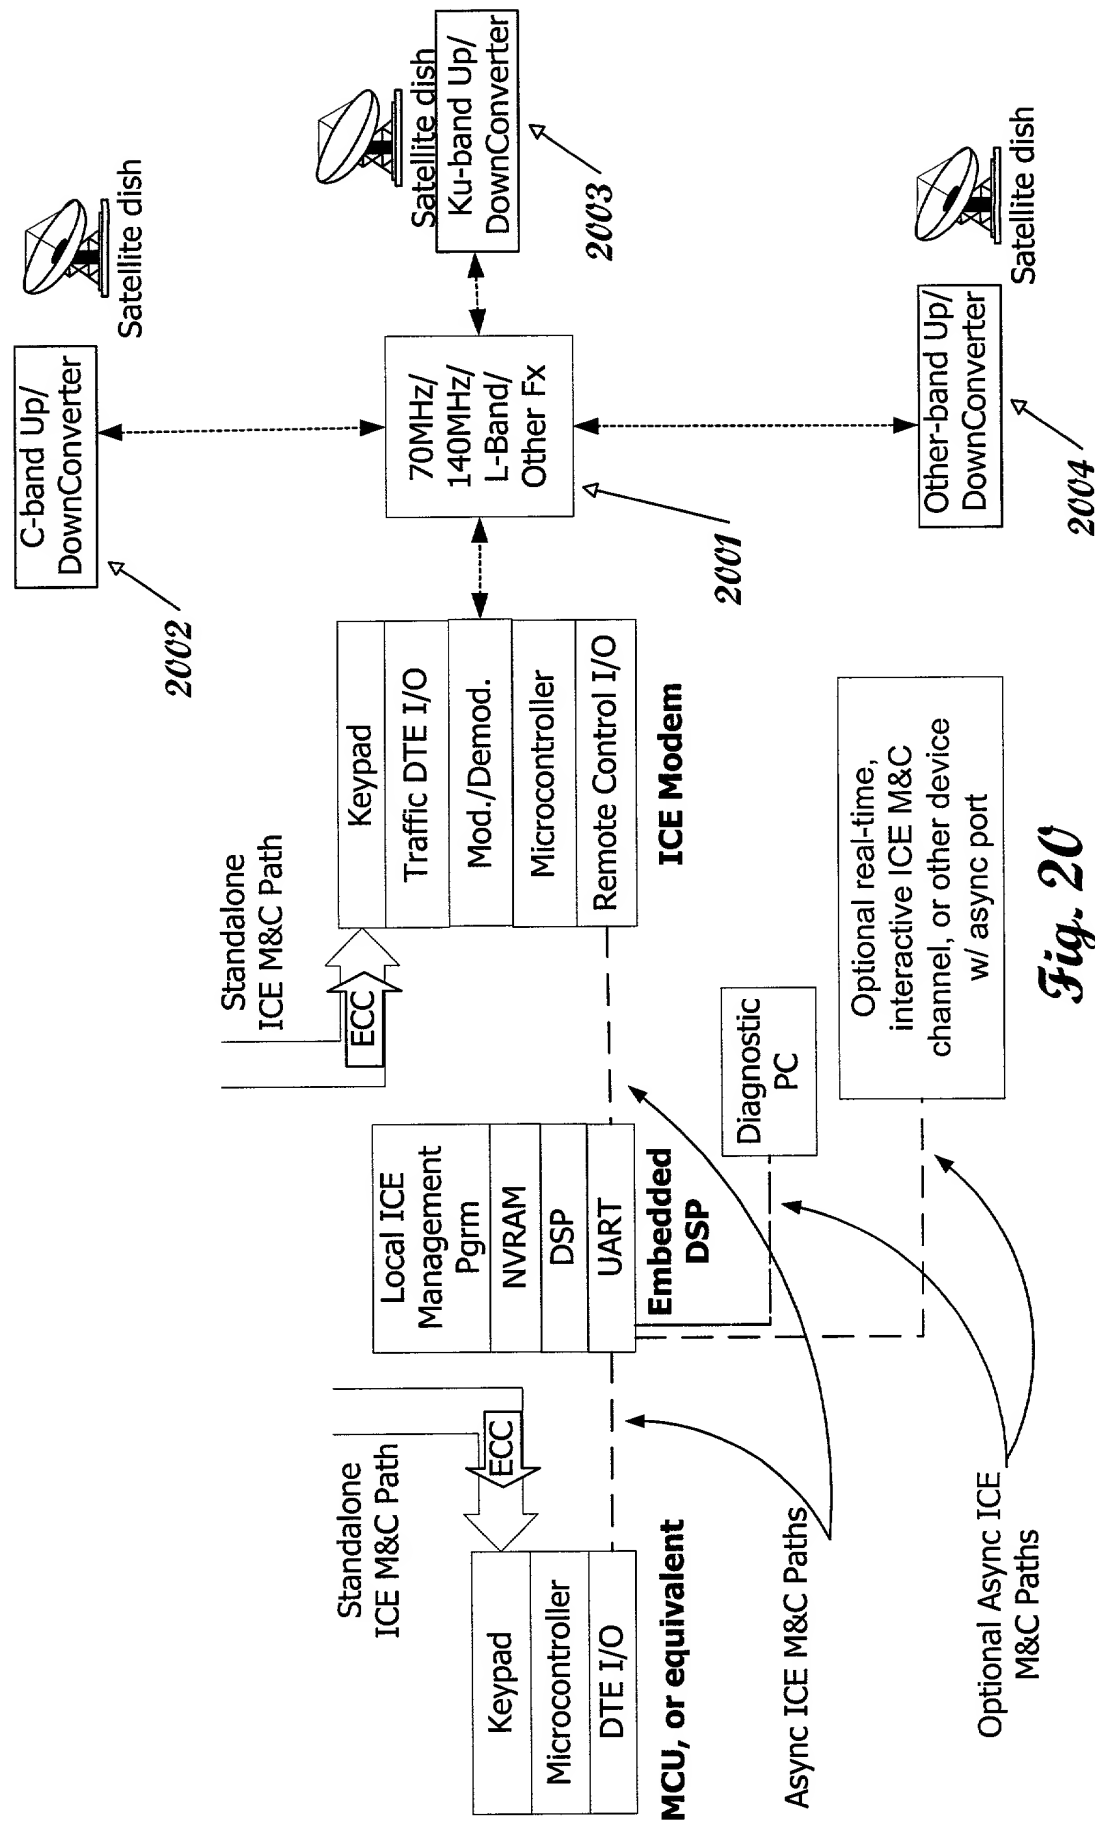 C-band Up/
DownConverter
Satellite dish
2002
Satellite dish
Ku-band Up/
DownConverter
2003
70MHz/
140MHz/
L-Band/
Other Fx
2001
Other-band Up/
DownConverter
Satellite dish
2004
Standalone
ICE M&C Path
ECC
Keypad
Microcontroller
DTE I/O
MCU, or equivalent
Local ICE
Management
Pgrm
NVRAM
DSP
UART
Embedded
DSP
Standalone
ICE M&C Path
ECC
Keypad
Traffic DTE I/O
Mod./Demod.
Microcontroller
Remote Control I/O
ICE Modem
Diagnostic
PC
Optional real-time,
interactive ICE M&C
channel, or other device
w/ async port
Async ICE M&C Paths
Optional Async ICE
M&C Paths
Fig. 20